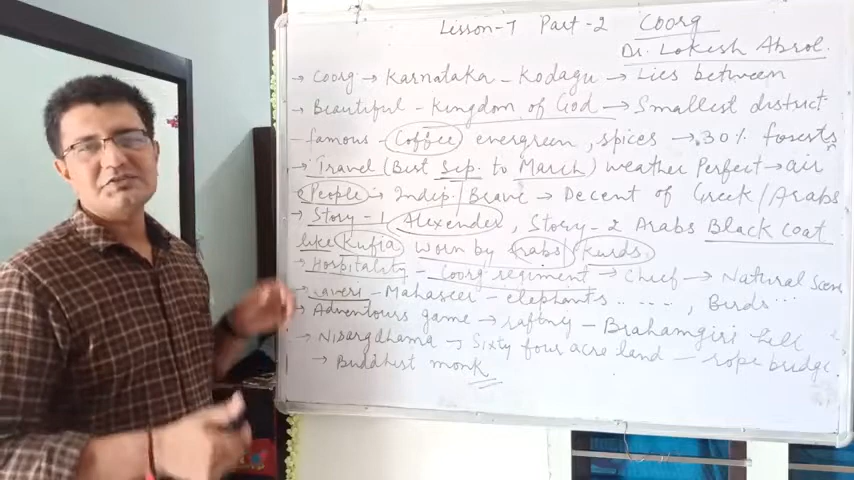 Lisson-7 Part-2 Coorg
Dr. Lokesh Abrol.
→ Coorg → Karnataka - Kodagu → Lies between
→ Beautiful - Kingdom of God → Smallest district
- famous - Coffee evergreen, spices → 30% forests
→ Travel (Best Sep. to March) weather Perfect → air
People → Indip / Brave → Decent of Greek / Arabs
→ Story - 1 Alexender, Story - 2 Arabs Black coat
like Kuffia worn by Arabs / Kurds.
→ Hospitality - Coorg regiment → Chief → Natural Scene
→ Kaveri - Mahaseer - elephants ....., Birds...
→ Adventours game → rafting - Brahamgiri hill
→ Nisargdhama → Sixty four acre land - rope bridge.
→ Buddhist monk